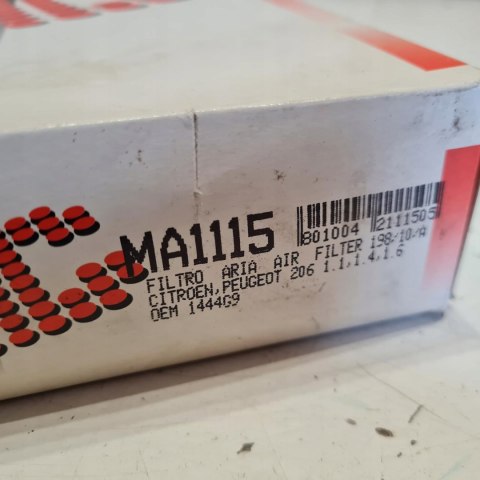 MA1115
801004 2111505
FILTRO ARIA AIR FILTER 198/10/A
CITROEN,PEUGEOT 206 1.1,1.4,1.6
OEM 1444G9